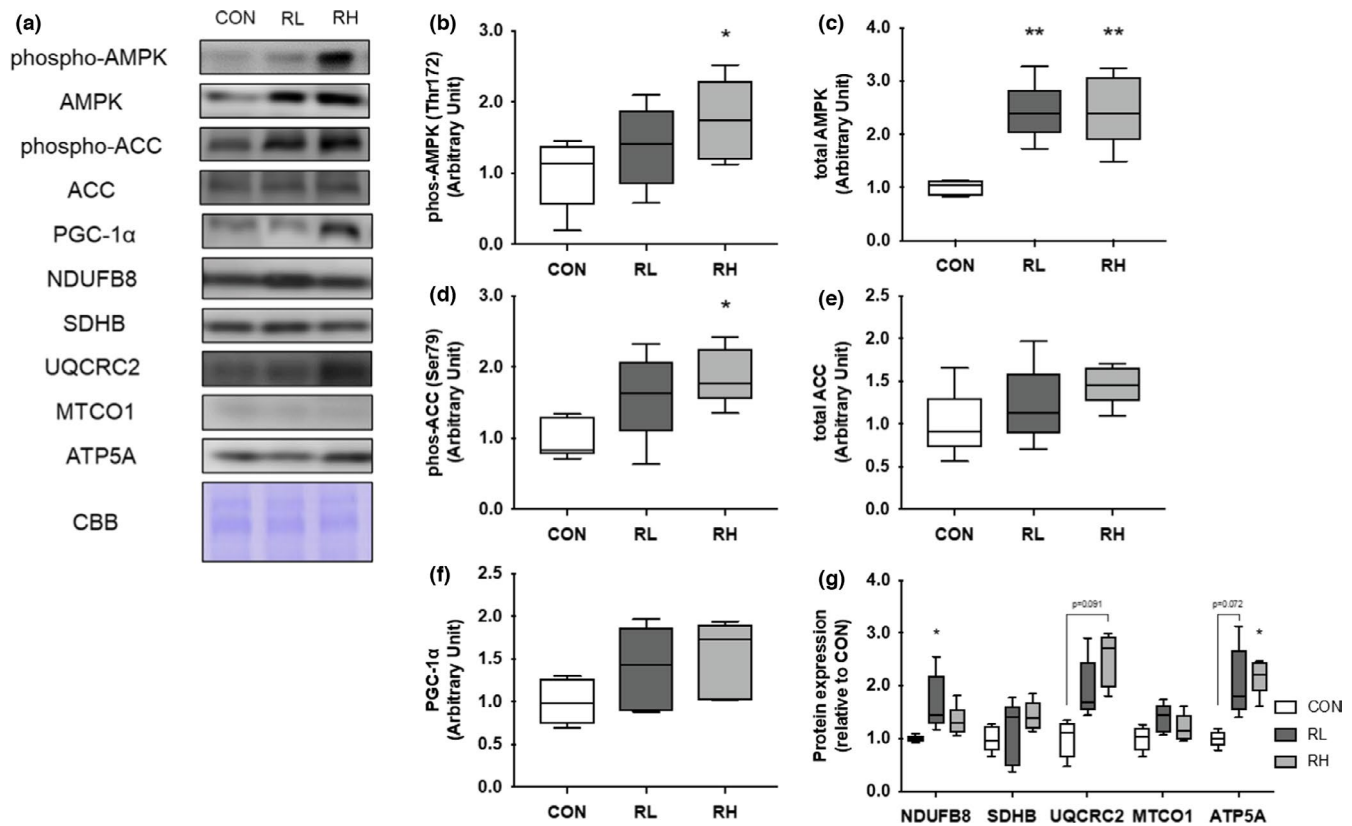 (a)
CON RL RH
phospho-AMPK
AMPK
phospho-ACC
ACC
PGC-1α
NDUFB8
SDHB
UQCRC2
MTCO1
ATP5A
CBB
(b)
phos-AMPK (Thr172)
(Arbitrary Unit)
3.0
2.0
1.0
0.0
*
CON RL RH
(c)
total AMPK
(Arbitrary Unit)
4.0
3.0
2.0
1.0
0.0
** **
CON RL RH
(d)
phos-ACC (Ser79)
(Arbitrary Unit)
3.0
2.0
1.0
0.0
*
CON RL RH
(e)
total ACC
(Arbitrary Unit)
2.5
2.0
1.5
1.0
0.5
0.0
CON RL RH
(f)
PGC-1α
(Arbitrary Unit)
2.5
2.0
1.5
1.0
0.5
0.0
CON RL RH
(g)
Protein expression
(relative to CON)
4.0
3.0
2.0
1.0
0.0
*
p=0.091
p=0.072
*
NDUFB8 SDHB UQCRC2 MTCO1 ATP5A
CON
RL
RH